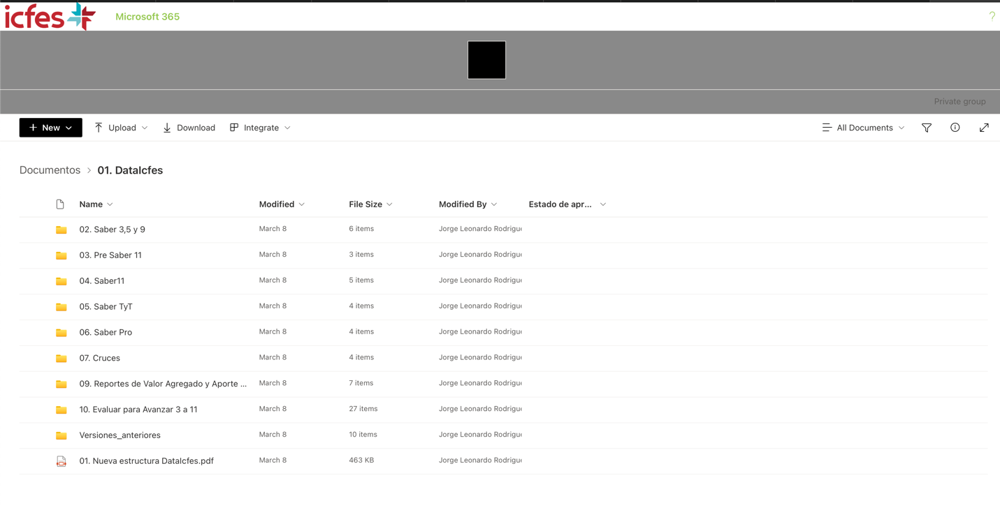 icfes Microsoft 365 ?
Private group
New Upload Download Integrate All Documents
Documentos > 01. DataIcfes
Name Modified File Size Modified By Estado de apr...
02. Saber 3,5 y 9 March 8 6 items Jorge Leonardo Rodrigu
03. Pre Saber 11 March 8 3 items Jorge Leonardo Rodrigu
04. Saber11 March 8 5 items Jorge Leonardo Rodrigu
05. Saber TyT March 8 4 items Jorge Leonardo Rodrigu
06. Saber Pro March 8 4 items Jorge Leonardo Rodrigu
07. Cruces March 8 4 items Jorge Leonardo Rodrigu
09. Reportes de Valor Agregado y Aporte ... March 8 7 items Jorge Leonardo Rodrigu
10. Evaluar para Avanzar 3 a 11 March 8 27 items Jorge Leonardo Rodrigu
Versiones_anteriores March 8 10 items Jorge Leonardo Rodrigu
01. Nueva estructura DataIcfes.pdf March 8 463 KB Jorge Leonardo Rodrigu